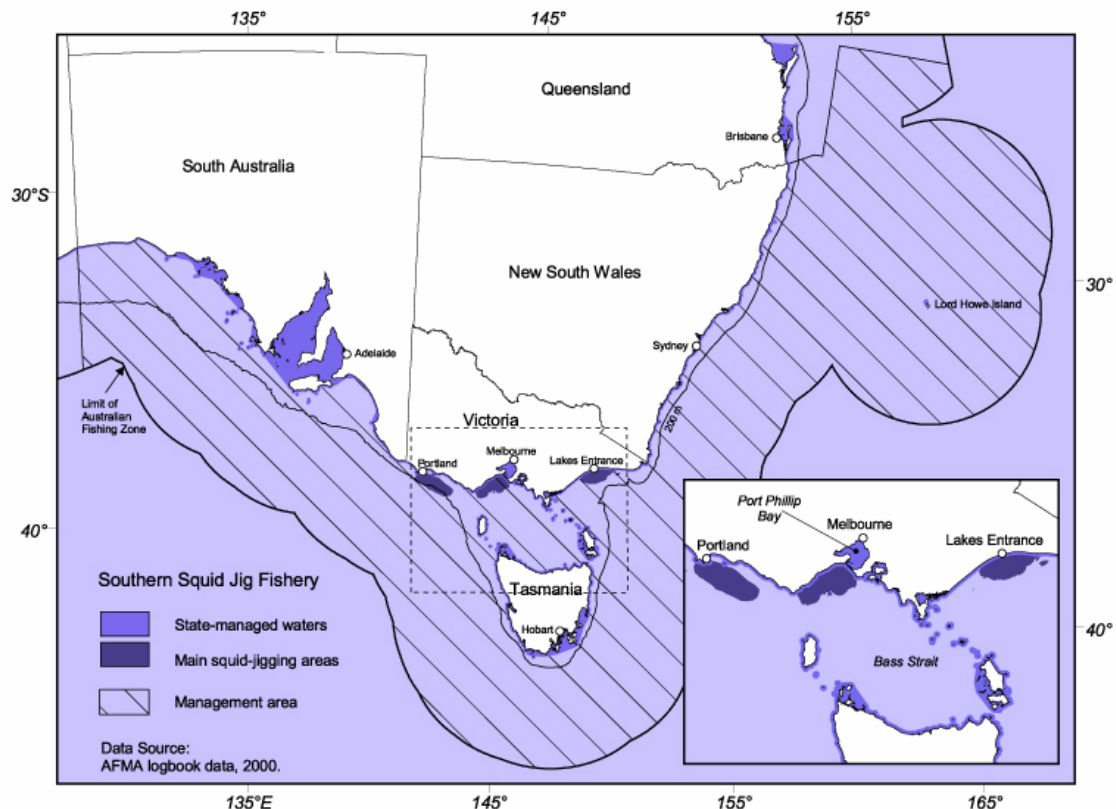 135°
145°
155°
Queensland
Brisbane
South Australia
30°S
New South Wales
30°
Lord Howe Island
Sydney
Adelaide
200 m
Limit of
Australian
Fishing Zone
Victoria
Melbourne
Portland
Lakes Entrance
40°
Tasmania
Hobart
Port Phillip
Bay
Melbourne
Portland
Lakes Entrance
40°
Bass Strait
Southern Squid Jig Fishery
State-managed waters
Main squid-jigging areas
Management area
Data Source:
AFMA logbook data, 2000.
135°E
145°
155°
165°